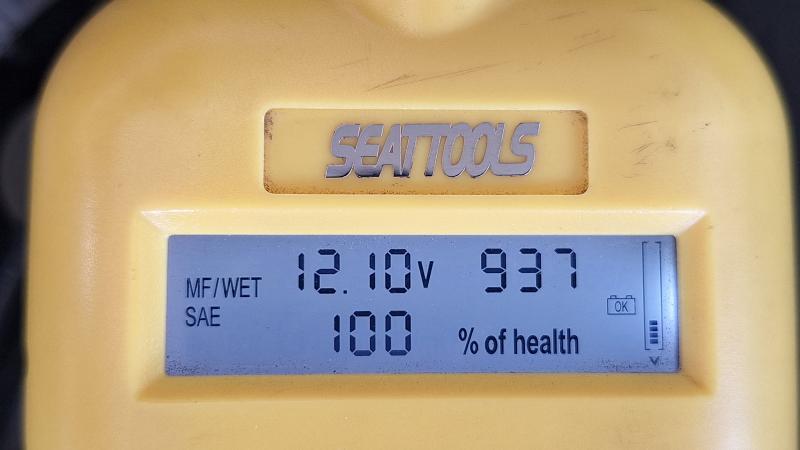 SEATTOOLS
MF/WET 12.10V 937
SAE 100 % of health
OK
V